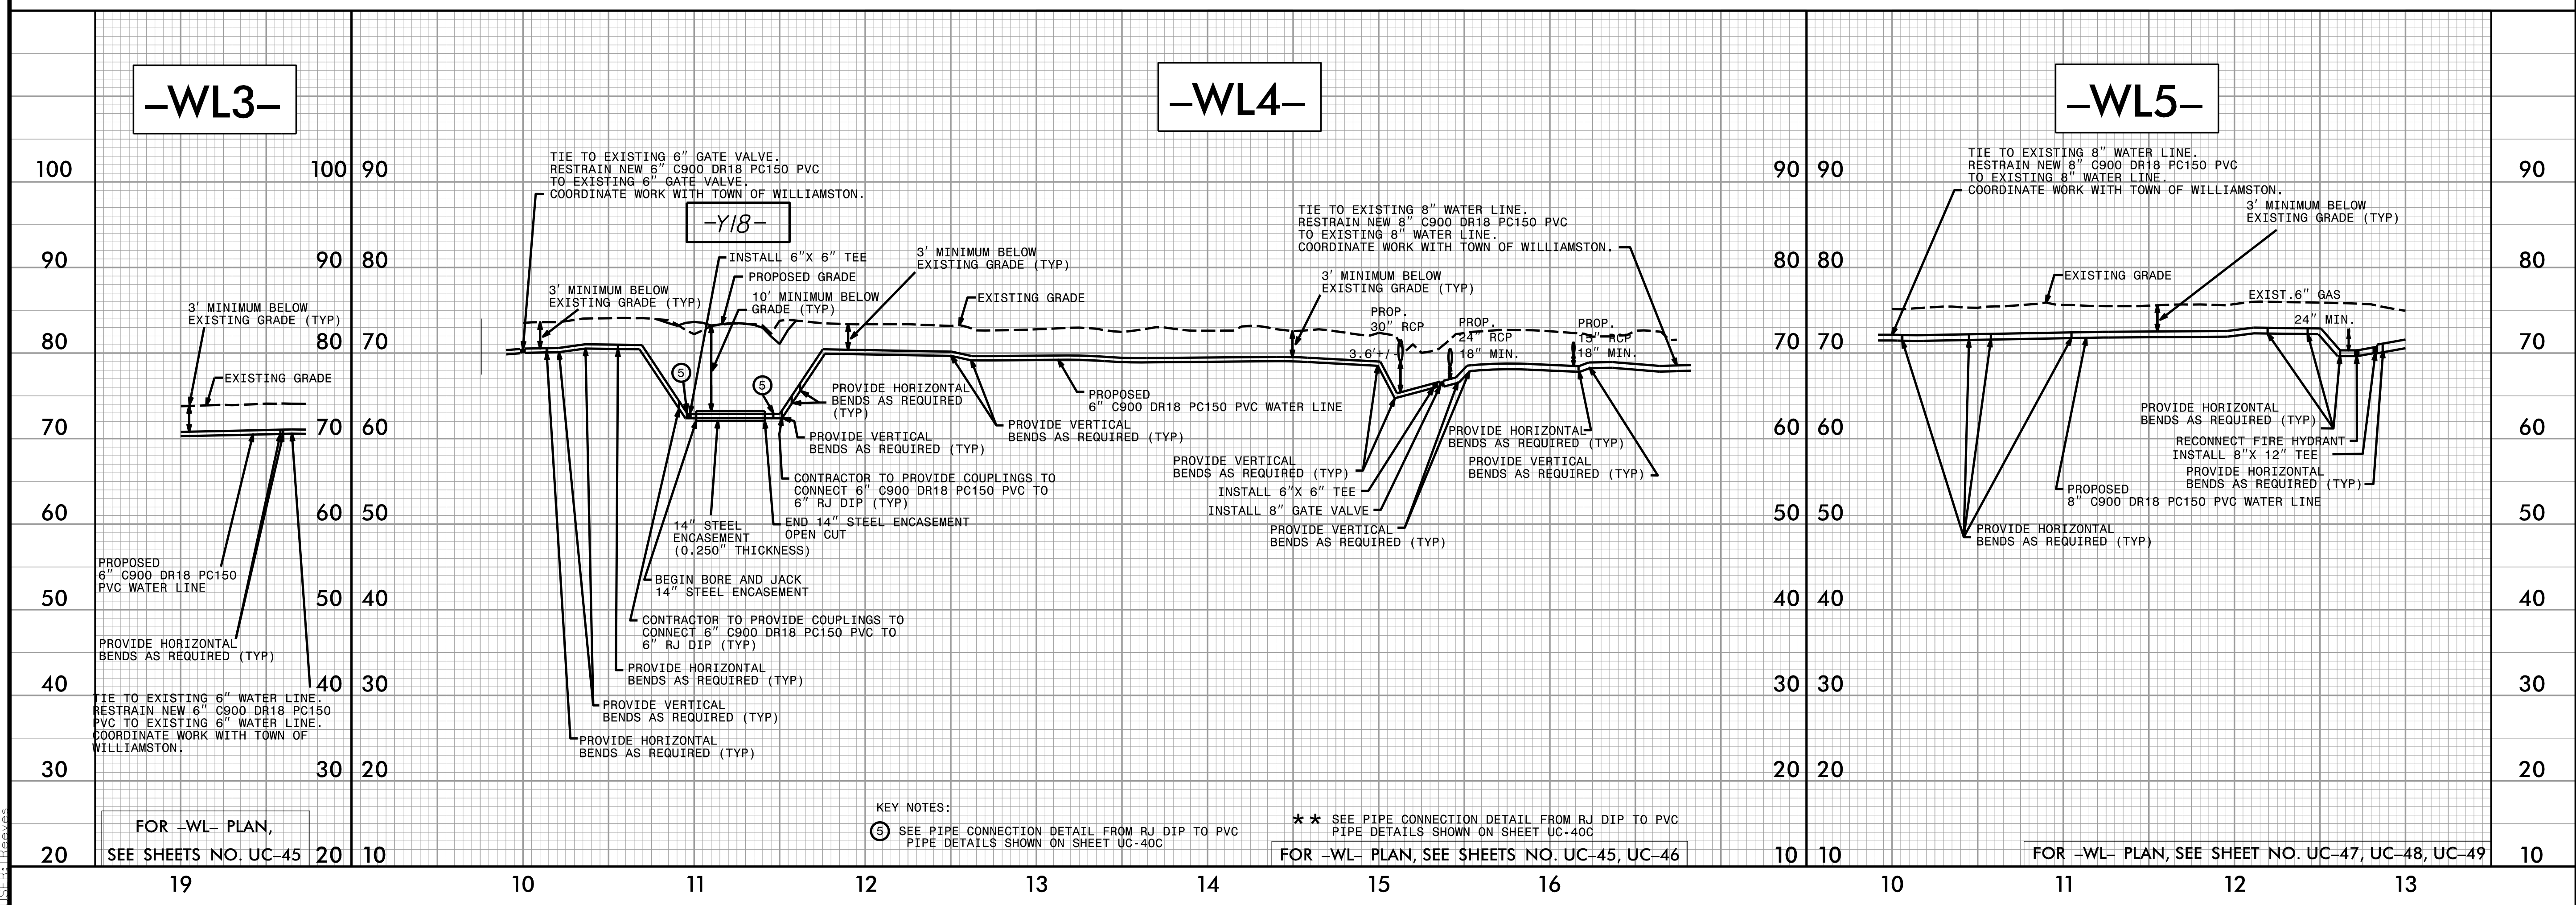 –WL3–
–WL4–
–WL5–
100
90
80
70
60
50
40
30
20
3' MINIMUM BELOW
EXISTING GRADE (TYP)
EXISTING GRADE
PROPOSED
6" C900 DR18 PC150
PVC WATER LINE
PROVIDE HORIZONTAL
BENDS AS REQUIRED (TYP)
TIE TO EXISTING 6" WATER LINE.
RESTRAIN NEW 6" C900 DR18 PC150
PVC TO EXISTING 6" WATER LINE.
COORDINATE WORK WITH TOWN OF
WILLIAMSTON.
FOR –WL– PLAN,
SEE SHEETS NO. UC–45
19
100
90
80
70
60
50
40
30
20
90
80
70
60
50
40
30
20
10
TIE TO EXISTING 6" GATE VALVE.
RESTRAIN NEW 6" C900 DR18 PC150 PVC
TO EXISTING 6" GATE VALVE.
COORDINATE WORK WITH TOWN OF WILLIAMSTON.
–Y18–
INSTALL 6"X 6" TEE
PROPOSED GRADE
10' MINIMUM BELOW
GRADE (TYP)
3' MINIMUM BELOW
EXISTING GRADE (TYP)
3' MINIMUM BELOW
EXISTING GRADE (TYP)
EXISTING GRADE
5
5
PROVIDE HORIZONTAL
BENDS AS REQUIRED
(TYP)
PROVIDE VERTICAL
BENDS AS REQUIRED (TYP)
CONTRACTOR TO PROVIDE COUPLINGS TO
CONNECT 6" C900 DR18 PC150 PVC TO
6" RJ DIP (TYP)
END 14" STEEL ENCASEMENT
OPEN CUT
14" STEEL
ENCASEMENT
(0.250" THICKNESS)
BEGIN BORE AND JACK
14" STEEL ENCASEMENT
CONTRACTOR TO PROVIDE COUPLINGS TO
CONNECT 6" C900 DR18 PC150 PVC TO
6" RJ DIP (TYP)
PROVIDE HORIZONTAL
BENDS AS REQUIRED (TYP)
PROVIDE VERTICAL
BENDS AS REQUIRED (TYP)
PROVIDE HORIZONTAL
BENDS AS REQUIRED (TYP)
PROVIDE VERTICAL
BENDS AS REQUIRED (TYP)
PROPOSED
6" C900 DR18 PC150 PVC WATER LINE
TIE TO EXISTING 8" WATER LINE.
RESTRAIN NEW 8" C900 DR18 PC150 PVC
TO EXISTING 8" WATER LINE.
COORDINATE WORK WITH TOWN OF WILLIAMSTON.
3' MINIMUM BELOW
EXISTING GRADE (TYP)
PROP.
30" RCP
3.6'+/-
PROP.
24" RCP
18" MIN.
PROP.
15" RCP
18" MIN.
PROVIDE VERTICAL
BENDS AS REQUIRED (TYP)
INSTALL 6"X 6" TEE
INSTALL 8" GATE VALVE
PROVIDE VERTICAL
BENDS AS REQUIRED (TYP)
PROVIDE HORIZONTAL
BENDS AS REQUIRED (TYP)
PROVIDE VERTICAL
BENDS AS REQUIRED (TYP)
KEY NOTES:
5 SEE PIPE CONNECTION DETAIL FROM RJ DIP TO PVC
PIPE DETAILS SHOWN ON SHEET UC-40C
** SEE PIPE CONNECTION DETAIL FROM RJ DIP TO PVC
PIPE DETAILS SHOWN ON SHEET UC-40C
FOR –WL– PLAN, SEE SHEETS NO. UC–45, UC–46
10 11 12 13 14 15 16
90
80
70
60
50
40
30
20
10
90
80
70
60
50
40
30
20
10
TIE TO EXISTING 8" WATER LINE.
RESTRAIN NEW 8" C900 DR18 PC150 PVC
TO EXISTING 8" WATER LINE.
COORDINATE WORK WITH TOWN OF WILLIAMSTON.
3' MINIMUM BELOW
EXISTING GRADE (TYP)
EXISTING GRADE
EXIST.6" GAS
24" MIN.
PROVIDE HORIZONTAL
BENDS AS REQUIRED (TYP)
RECONNECT FIRE HYDRANT
INSTALL 8"X 12" TEE
PROVIDE HORIZONTAL
BENDS AS REQUIRED (TYP)
PROPOSED
8" C900 DR18 PC150 PVC WATER LINE
PROVIDE HORIZONTAL
BENDS AS REQUIRED (TYP)
FOR –WL– PLAN, SEE SHEET NO. UC–47, UC–48, UC–49
10 11 12 13
90
80
70
60
50
40
30
20
10